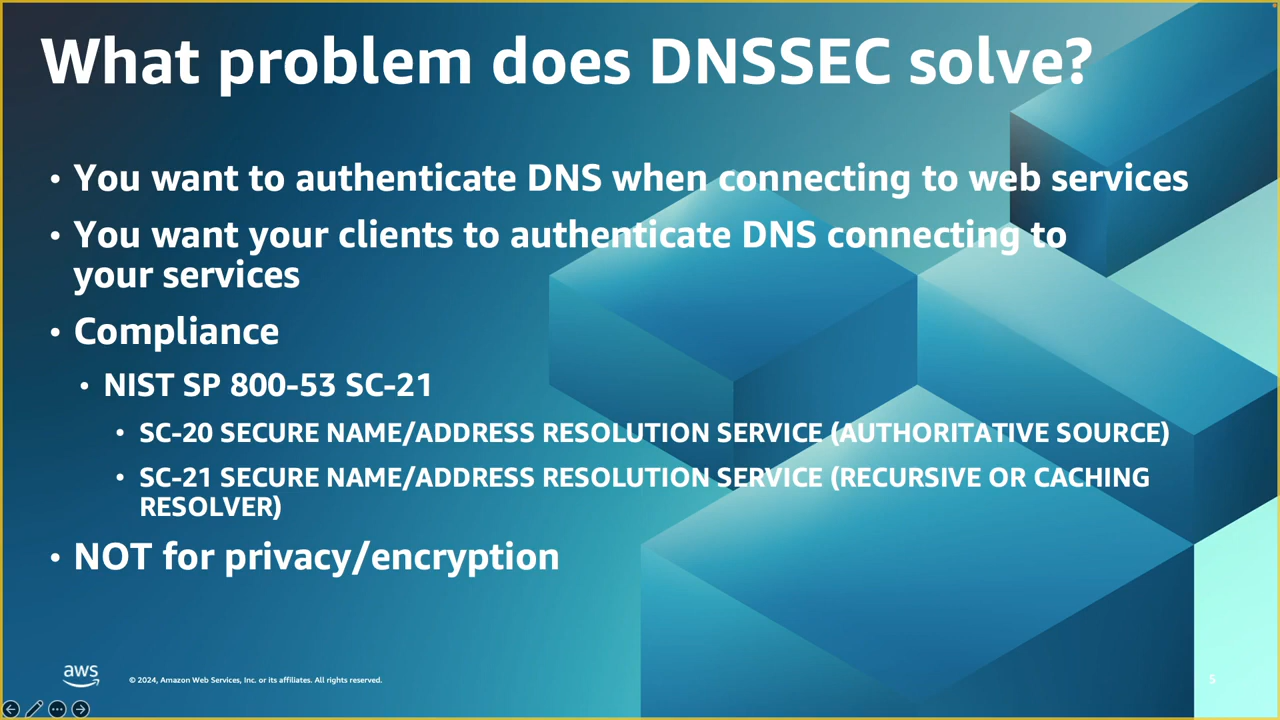 What problem does DNSSEC solve?
• You want to authenticate DNS when connecting to web services
• You want your clients to authenticate DNS connecting to
your services
• Compliance
• NIST SP 800-53 SC-21
• SC-20 SECURE NAME/ADDRESS RESOLUTION SERVICE (AUTHORITATIVE SOURCE)
• SC-21 SECURE NAME/ADDRESS RESOLUTION SERVICE (RECURSIVE OR CACHING
RESOLVER)
• NOT for privacy/encryption
aws
© 2024, Amazon Web Services, Inc. or its affiliates. All rights reserved.
5